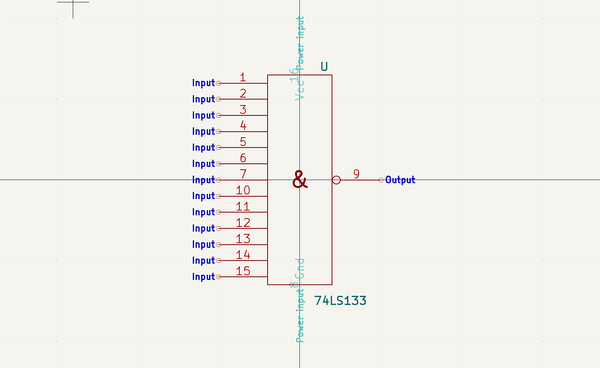 Power Input
16
Vcc
U
Input 1
Input 2
Input 3
Input 4
Input 5
Input 6
Input 7
& 9 Output
Input 10
Input 11
Input 12
Input 13
Input 14
Input 15
Gnd
8
Power Input
74LS133